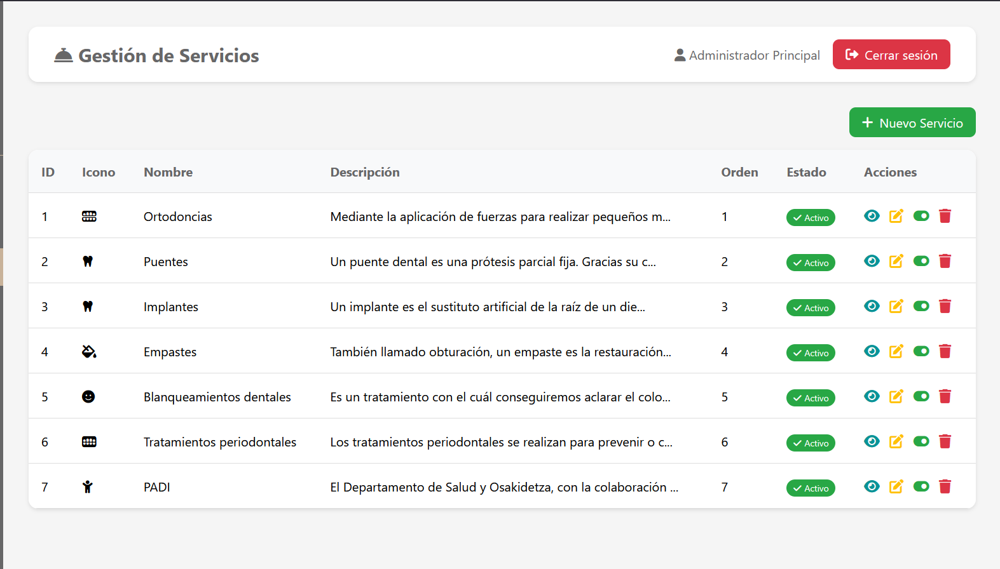 Gestión de Servicios
Administrador Principal
Cerrar sesión
Nuevo Servicio
ID Icono Nombre Descripción Orden Estado Acciones
1 Ortodoncias Mediante la aplicación de fuerzas para realizar pequeños m... 1 Activo
2 Puentes Un puente dental es una prótesis parcial fija. Gracias su c... 2 Activo
3 Implantes Un implante es el sustituto artificial de la raíz de un die... 3 Activo
4 Empastes También llamado obturación, un empaste es la restauración... 4 Activo
5 Blanqueamientos dentales Es un tratamiento con el cuál conseguiremos aclarar el colo... 5 Activo
6 Tratamientos periodontales Los tratamientos periodontales se realizan para prevenir o c... 6 Activo
7 PADI El Departamento de Salud y Osakidetza, con la colaboración ... 7 Activo